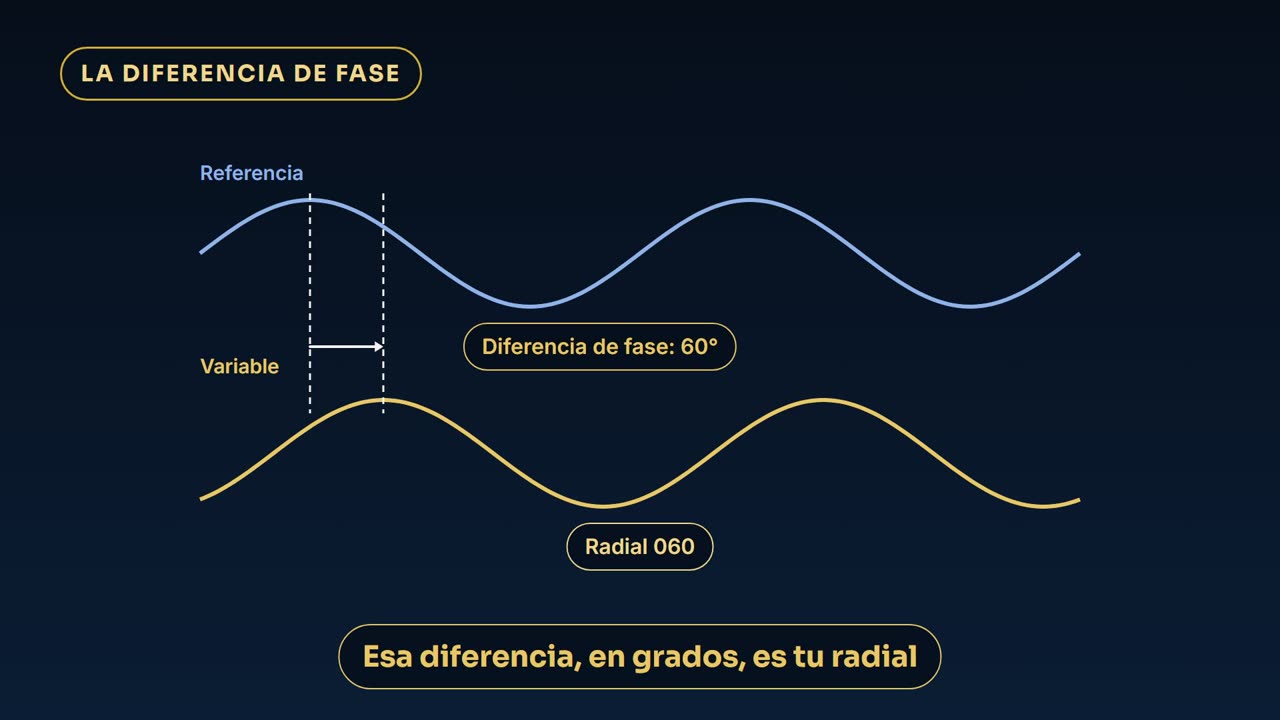 LA DIFERENCIA DE FASE
Referencia
Diferencia de fase: 60°
Variable
Radial 060
Esa diferencia, en grados, es tu radial